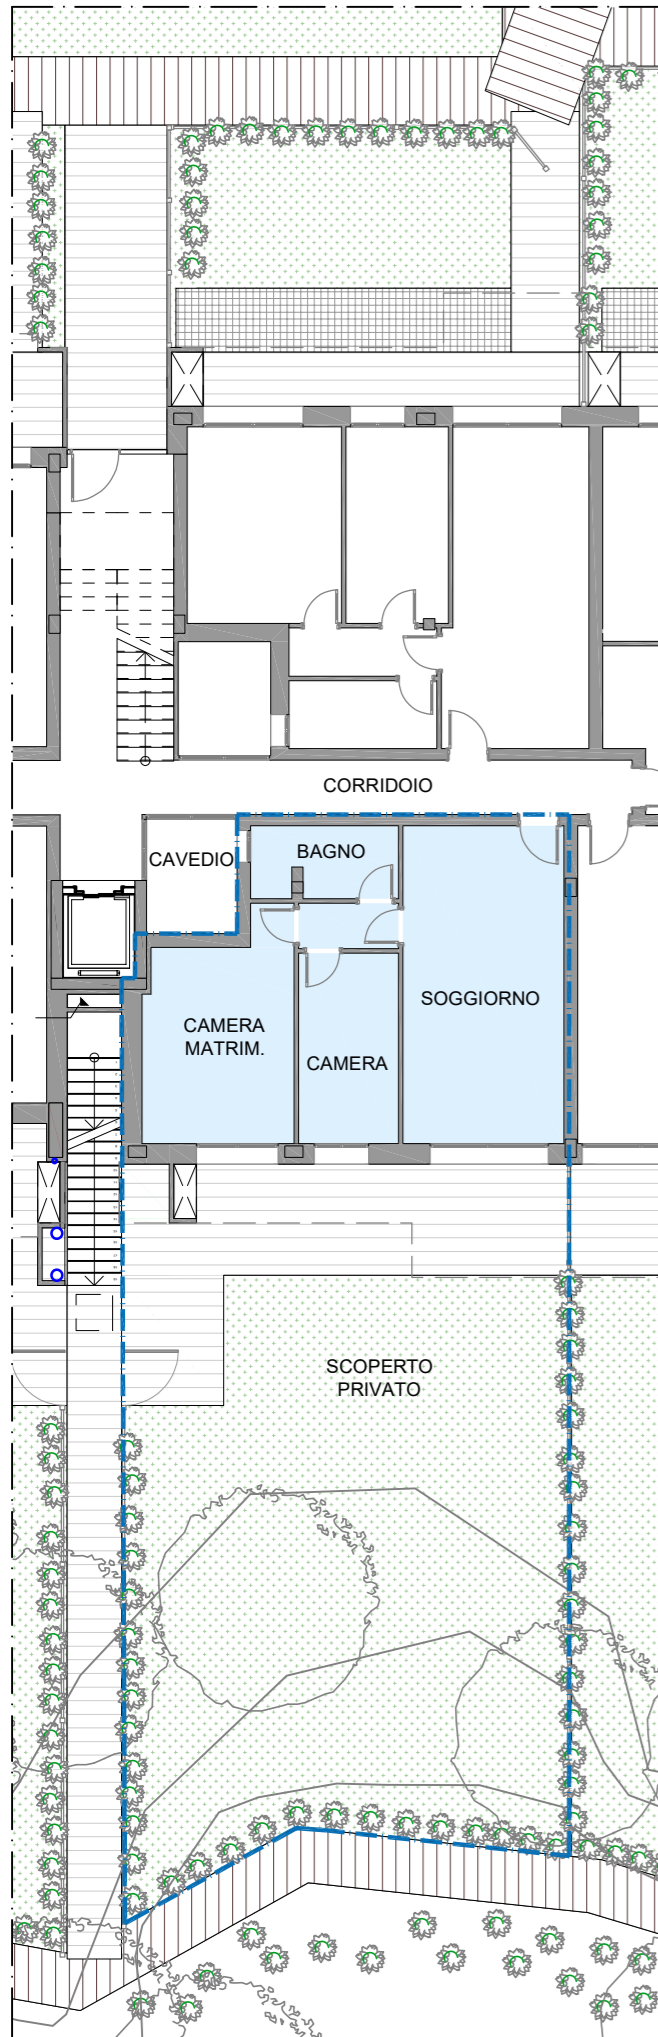 CORRIDOIO
CAVEDIO
BAGNO
SOGGIORNO
CAMERA
MATRIM.
CAMERA
SCOPERTO
PRIVATO